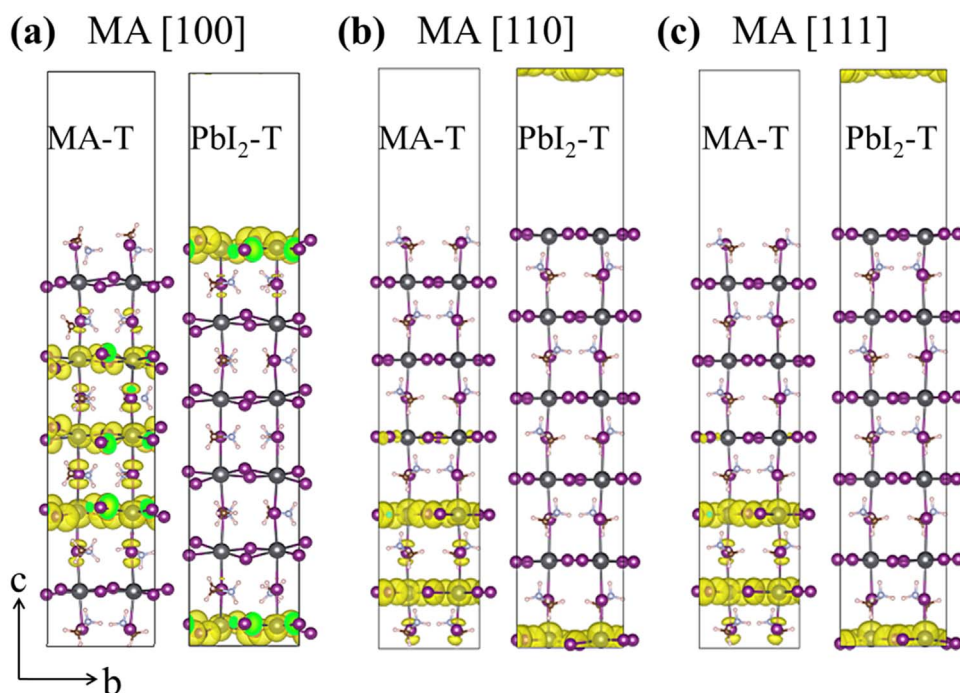 (a) MA [100] (b) MA [110] (c) MA [111]
MA-T PbI₂-T MA-T PbI₂-T MA-T PbI₂-T
c
b